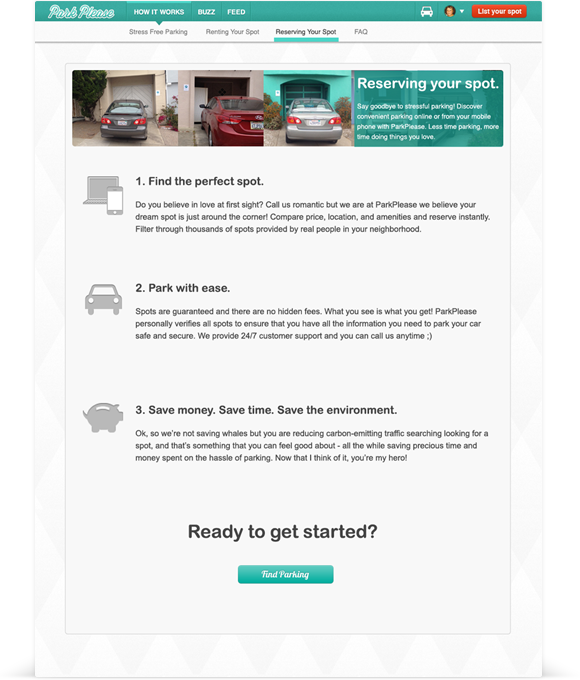 Park Please
HOW IT WORKS
BUZZ
FEED
List your spot
Stress Free Parking
Renting Your Spot
Reserving Your Spot
FAQ
Reserving your spot.
Say goodbye to stressful parking! Discover
convenient parking online or from your mobile
phone with ParkPlease. Less time parking, more
time doing things you love.
1. Find the perfect spot.
Do you believe in love at first sight? Call us romantic but we are at ParkPlease we believe your
dream spot is just around the corner! Compare price, location, and amenities and reserve instantly.
Filter through thousands of spots provided by real people in your neighborhood.
2. Park with ease.
Spots are guaranteed and there are no hidden fees. What you see is what you get! ParkPlease
personally verifies all spots to ensure that you have all the information you need to park your car
safe and secure. We provide 24/7 customer support and you can call us anytime ;)
3. Save money. Save time. Save the environment.
Ok, so we're not saving whales but you are reducing carbon-emitting traffic searching looking for a
spot, and that's something that you can feel good about - all the while saving precious time and
money spent on the hassle of parking. Now that I think of it, you're my hero!
Ready to get started?
Find Parking